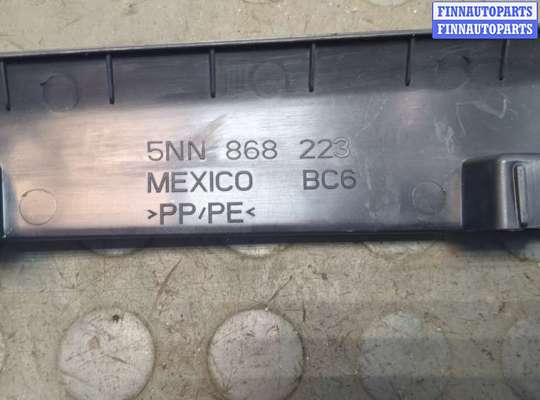 FINNAUTOPARTS
FINNAUTOPARTS
5NN 868 223
MEXICO BC6
>PP/PE<